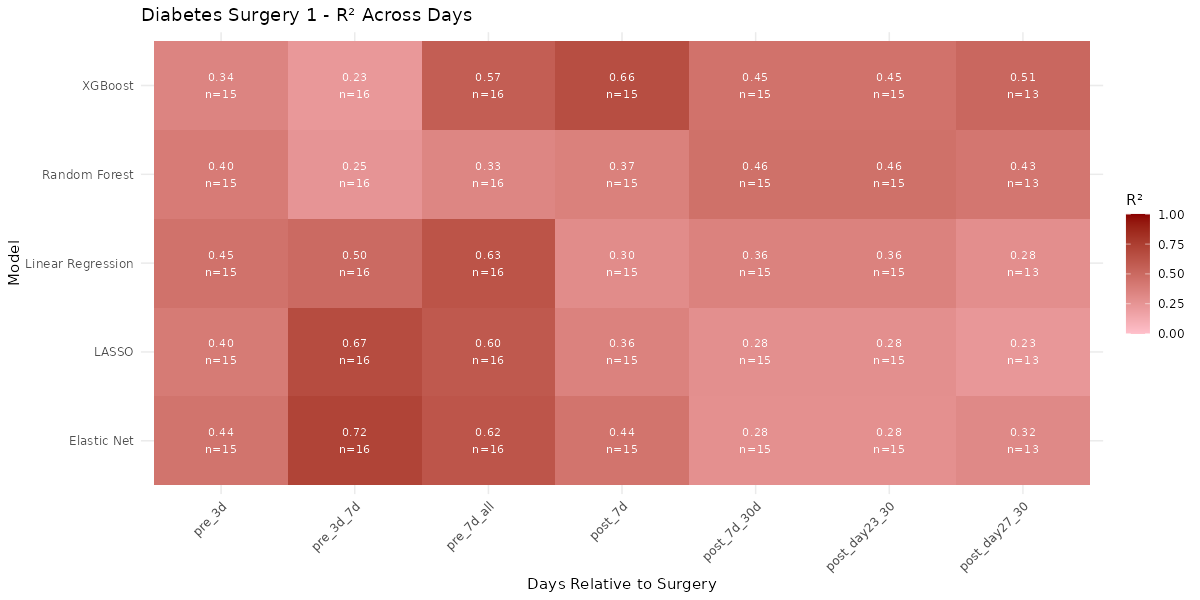 Diabetes Surgery 1 - R² Across Days
Model
XGBoost
0.34 0.23 0.57 0.66 0.45 0.45 0.51
n=15 n=16 n=16 n=15 n=15 n=15 n=13
Random Forest
0.40 0.25 0.33 0.37 0.46 0.46 0.43
n=15 n=16 n=16 n=15 n=15 n=15 n=13
Linear Regression
0.45 0.50 0.63 0.30 0.36 0.36 0.28
n=15 n=16 n=16 n=15 n=15 n=15 n=13
LASSO
0.40 0.67 0.60 0.36 0.28 0.28 0.23
n=15 n=16 n=16 n=15 n=15 n=15 n=13
Elastic Net
0.44 0.72 0.62 0.44 0.28 0.28 0.32
n=15 n=16 n=16 n=15 n=15 n=15 n=13
pre_3d pre_3d_7d pre_7d_all post_7d post_7d_30d post_day23_30 post_day27_30
Days Relative to Surgery
R²
1.00
0.75
0.50
0.25
0.00